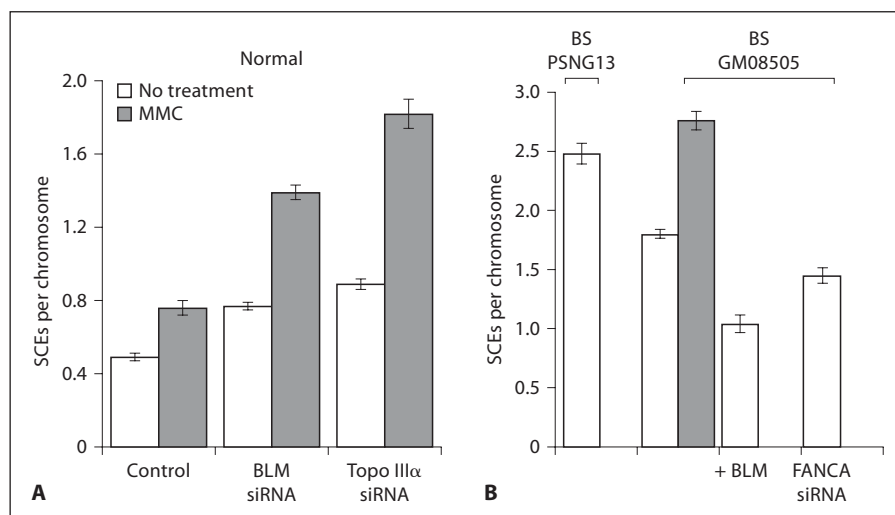 Normal
No treatment
MMC
SCEs per chromosome
2.0
1.6
1.2
0.8
0.4
0
Control
BLM
siRNA
Topo IIIα
siRNA
A
BS
PSNG13
BS
GM08505
SCEs per chromosome
3.0
2.5
2.0
1.5
1.0
0.5
0
+ BLM
FANCA
siRNA
B